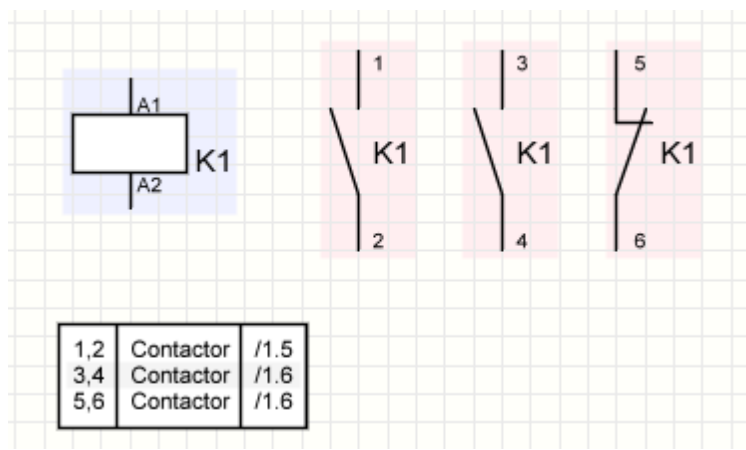 1
3
5
A1
K1
K1
K1
K1
A2
2
4
6
1,2 Contactor /1.5
3,4 Contactor /1.6
5,6 Contactor /1.6